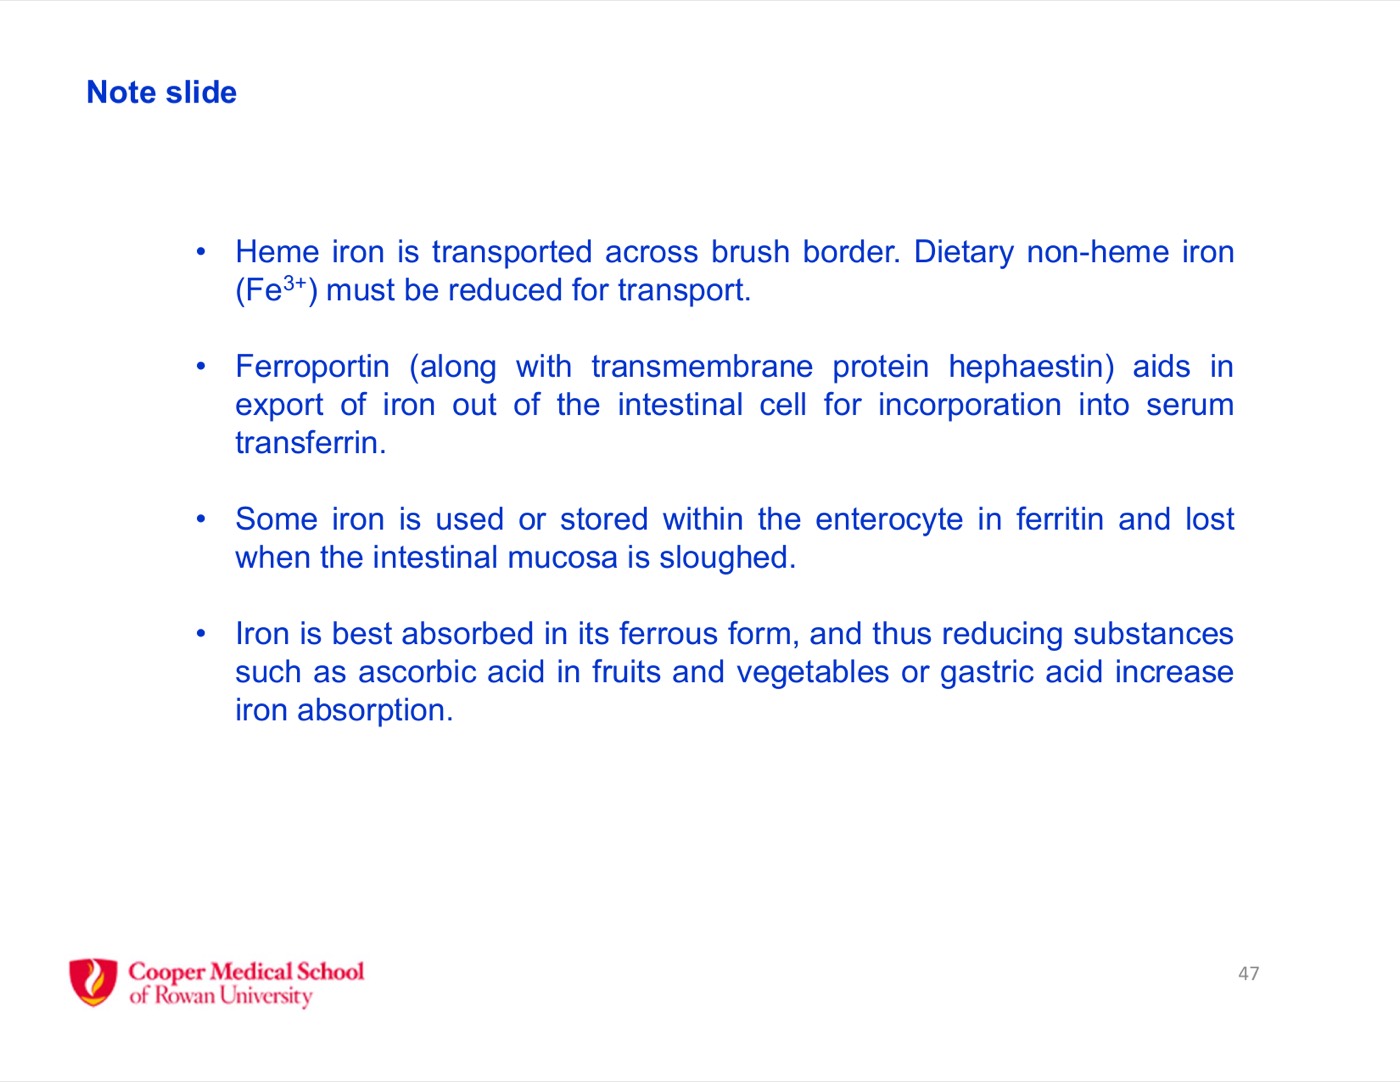 Note slide
• Heme iron is transported across brush border. Dietary non-heme iron
(Fe³⁺) must be reduced for transport.
• Ferroportin (along with transmembrane protein hephaestin) aids in
export of iron out of the intestinal cell for incorporation into serum
transferrin.
• Some iron is used or stored within the enterocyte in ferritin and lost
when the intestinal mucosa is sloughed.
• Iron is best absorbed in its ferrous form, and thus reducing substances
such as ascorbic acid in fruits and vegetables or gastric acid increase
iron absorption.
Cooper Medical School
of Rowan University
47